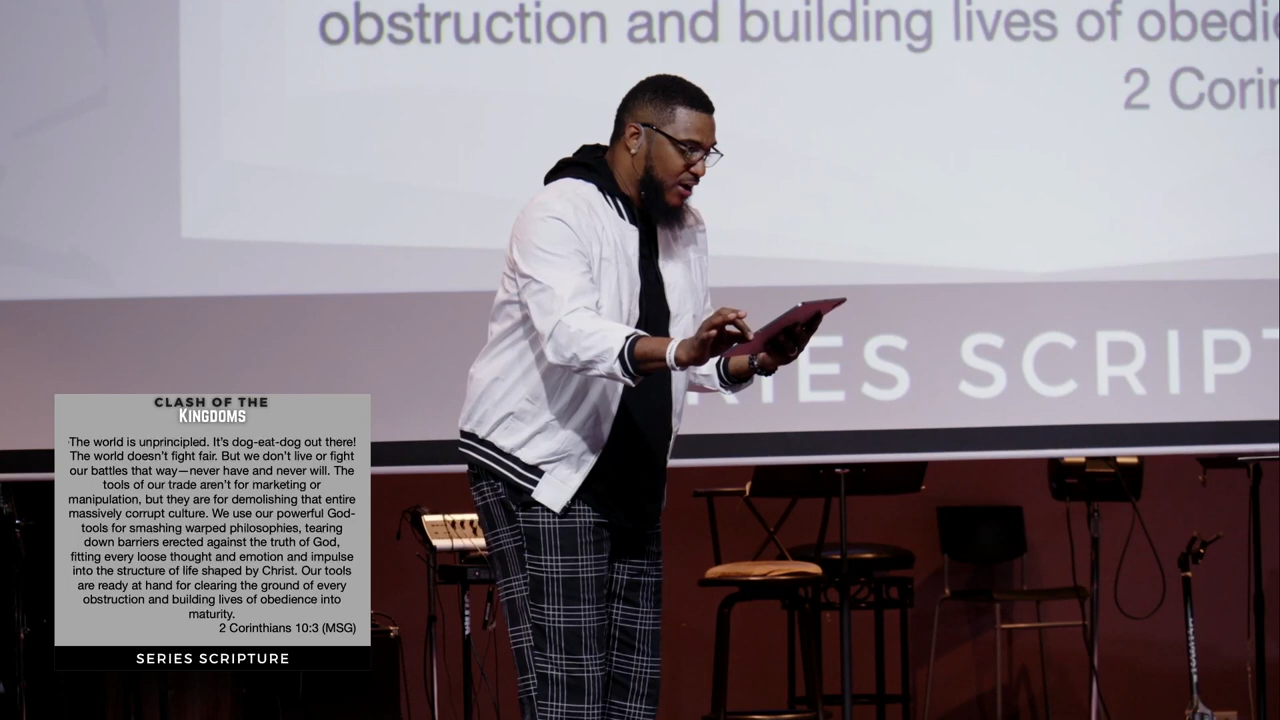 obstruction and building lives of
2
SERIES SCRIPT
CLASH OF THE
KINGDOMS
The world is unprincipled. It's dog-eat-dog out there!
The world doesn't fight fair. But we don't live or fight
our battles that way—never have and never will. The
tools of our trade aren't for marketing or
manipulation, but they are for demolishing that entire
massively corrupt culture. We use our powerful God-
tools for smashing warped philosophies, tearing
down barriers erected against the truth of God,
fitting every loose thought and emotion and impulse
into the structure of life shaped by Christ. Our tools
are ready at hand for clearing the ground of every
obstruction and building lives of obedience into
maturity.
2 Corinthians 10:3 (MSG)
SERIES SCRIPTURE